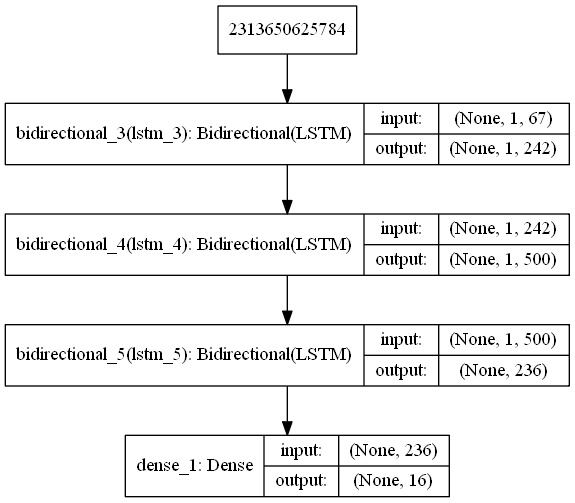 2313650625784
bidirectional_3(lstm_3): Bidirectional(LSTM)
input:
(None, 1, 67)
output:
(None, 1, 242)
bidirectional_4(lstm_4): Bidirectional(LSTM)
input:
(None, 1, 242)
output:
(None, 1, 500)
bidirectional_5(lstm_5): Bidirectional(LSTM)
input:
(None, 1, 500)
output:
(None, 236)
dense_1: Dense
input:
(None, 236)
output:
(None, 16)